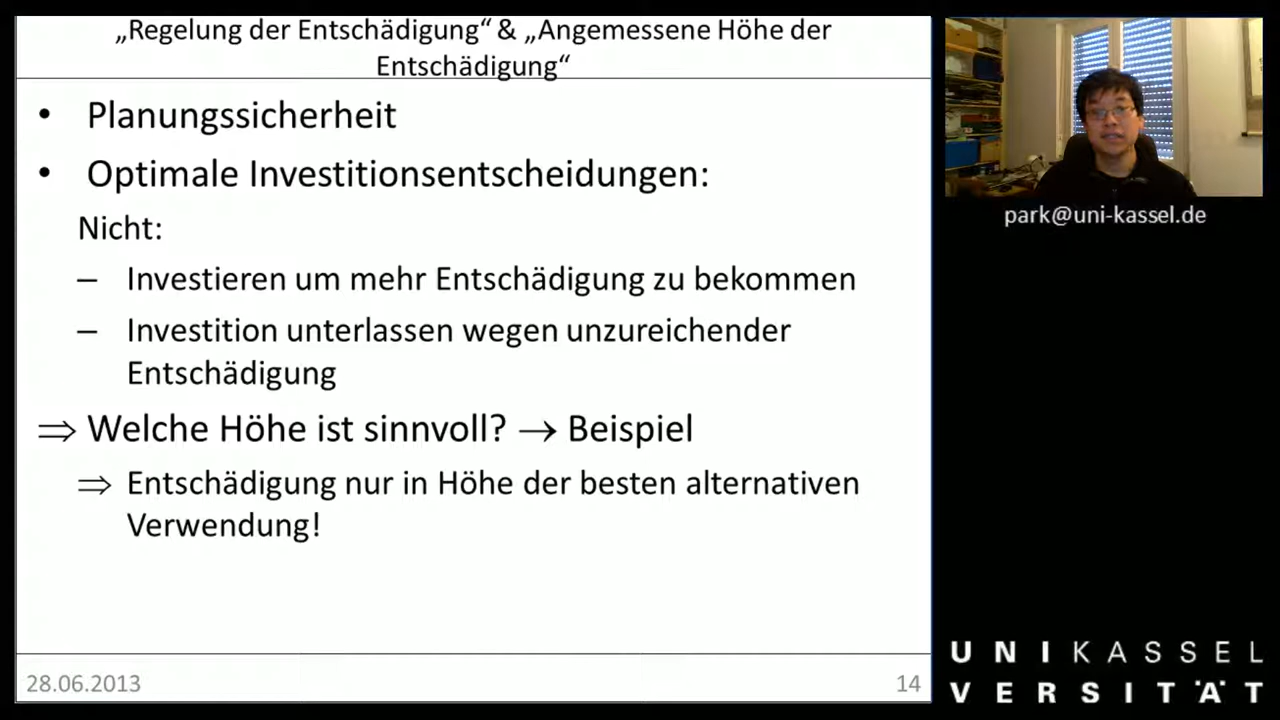 „Regelung der Entschädigung“ & „Angemessene Höhe der
Entschädigung“
• Planungssicherheit
• Optimale Investitionsentscheidungen:
Nicht:
– Investieren um mehr Entschädigung zu bekommen
– Investition unterlassen wegen unzureichender
Entschädigung
⇒ Welche Höhe ist sinnvoll? → Beispiel
⇒ Entschädigung nur in Höhe der besten alternativen
Verwendung!
28.06.2013
14
park@uni-kassel.de
UNIKASSEL
VERSITÄT